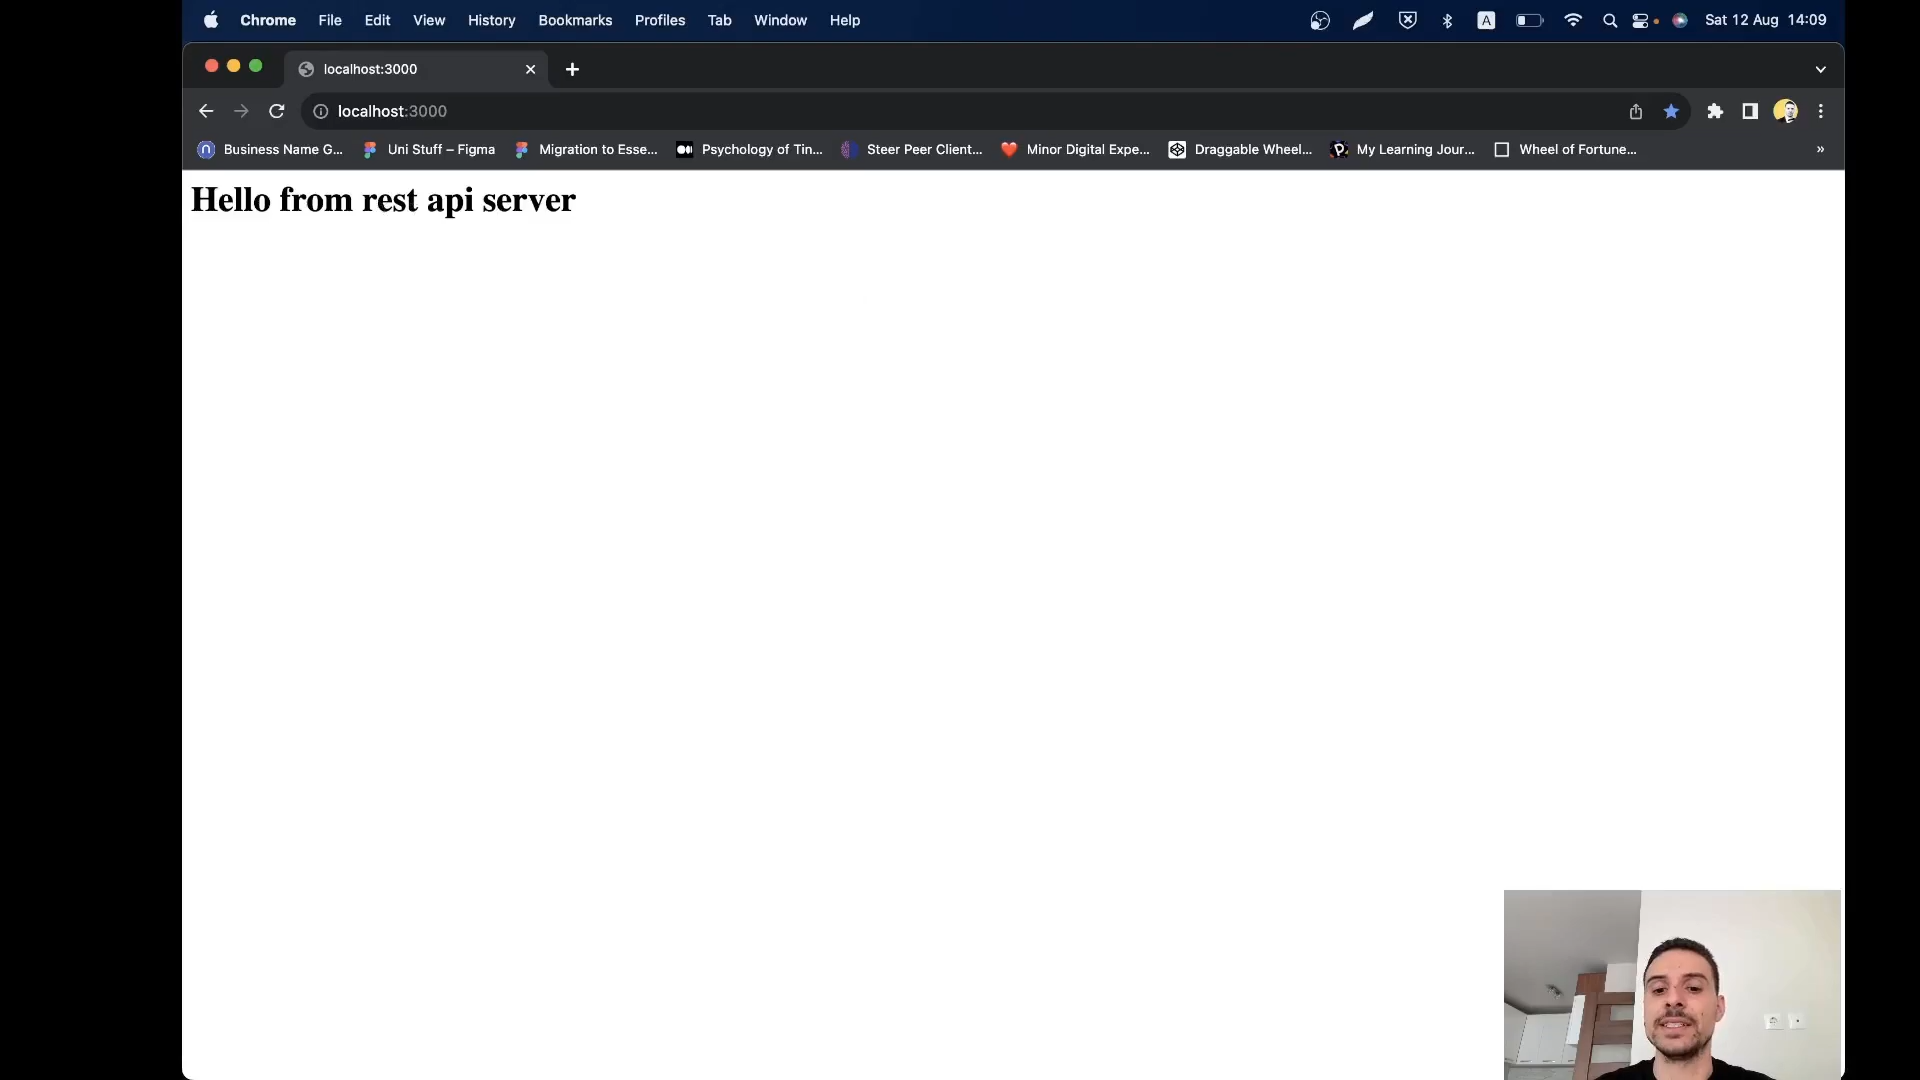 Chrome File Edit View History Bookmarks Profiles Tab Window Help A Sat 12 Aug 14:09
localhost:3000
localhost:3000
Business Name G... Uni Stuff – Figma Migration to Esse... Psychology of Tin... Steer Peer Client... Minor Digital Expe... Draggable Wheel... My Learning Jour... Wheel of Fortune... »
Hello from rest api server